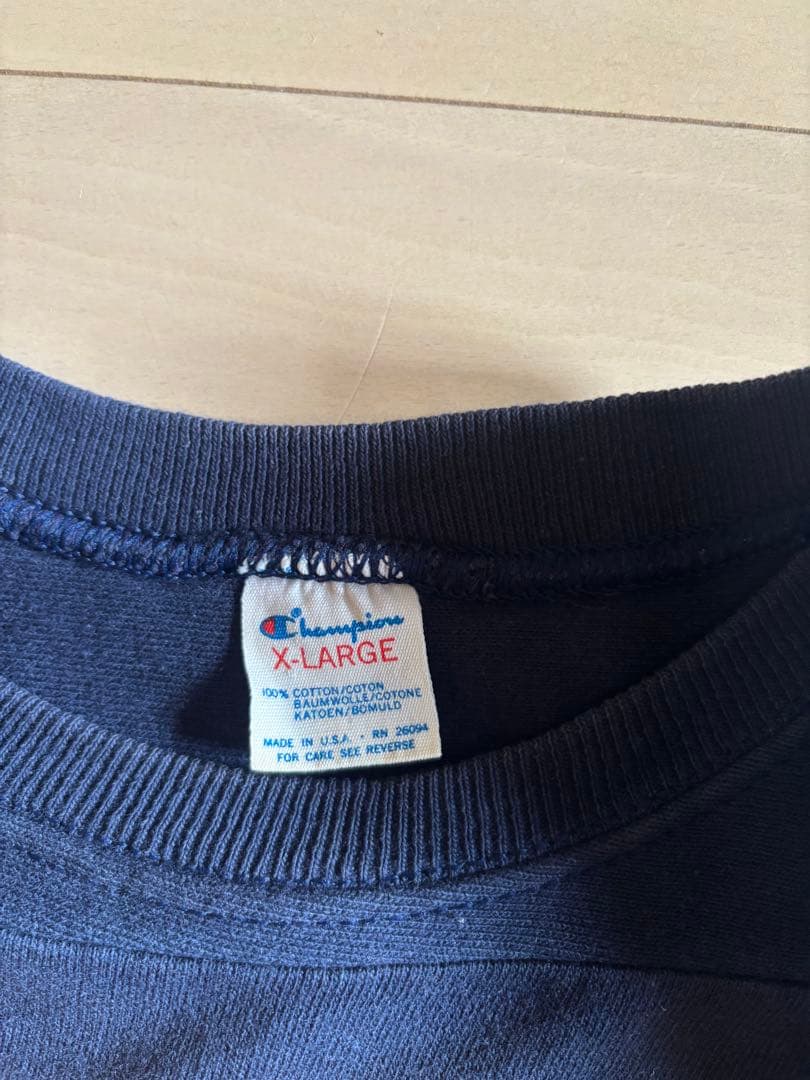 Champion
X-LARGE
100% COTTON/COTON
BAUMWOLLE/COTONE
KATOEN/BOMULD
MADE IN U.S.A. - RN 26094
FOR CARE SEE REVERSE